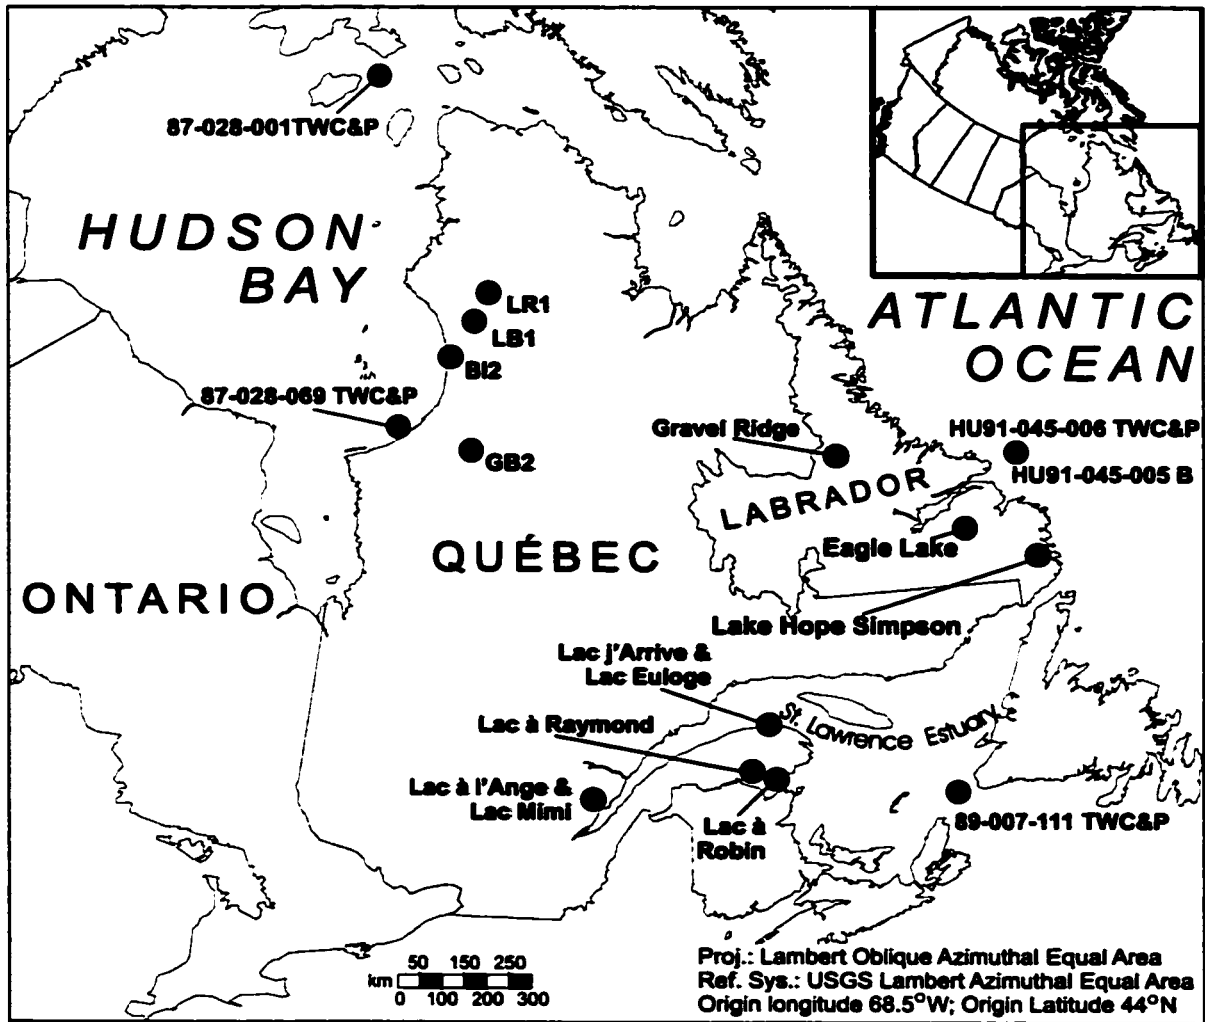 87-028-001TWC&P
HUDSON
BAY
ATLANTIC
OCEAN
LR1
LB1
BI2
87-028-069 TWC&P
GB2
Gravel Ridge
HU91-045-006 TWC&P
HU91-045-005 B
LABRADOR
Eagle Lake
QUÉBEC
ONTARIO
Lake Hope Simpson
Lac j'Arrive &
Lac Euloge
Lac à Raymond
St. Lawrence Estuary
Lac à l'Ange &
Lac Mimi
Lac à
Robin
89-007-111 TWC&P
50 150 250
km
0 100 200 300
Proj.: Lambert Oblique Azimuthal Equal Area
Ref. Sys.: USGS Lambert Azimuthal Equal Area
Origin longitude 68.5°W; Origin Latitude 44°N